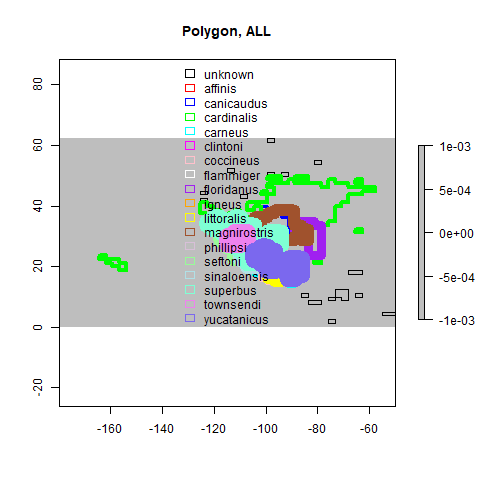 Polygon, ALL
unknown
affinis
canicaudus
cardinalis
carneus
clintoni
coccineus
flammiger
floridanus
igneus
littoralis
magnirostris
phillipsi
seftoni
sinaloensis
superbus
townsendi
yucatanicus
80
60
40
20
0
-20
-160
-140
-120
-100
-80
-60
1e-03
5e-04
0e+00
-5e-04
-1e-03